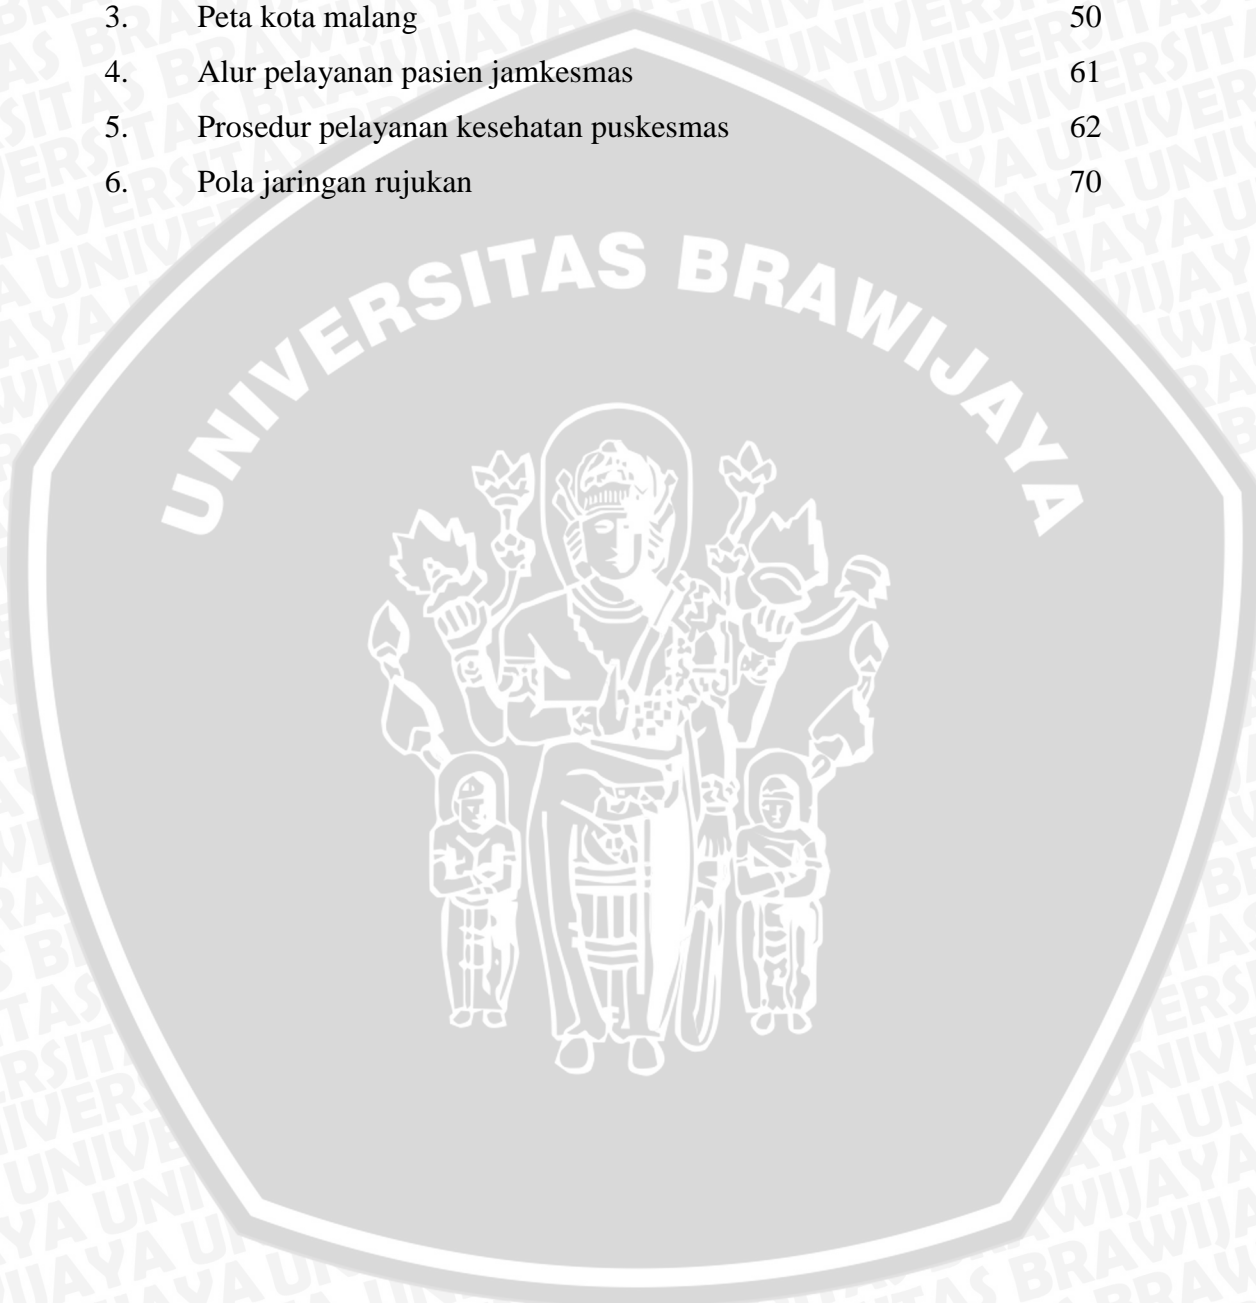 3. Peta kota malang 50
4. Alur pelayanan pasien jamkesmas 61
5. Prosedur pelayanan kesehatan puskesmas 62
6. Pola jaringan rujukan 70
UNIVERSITAS BRAWIJAYA